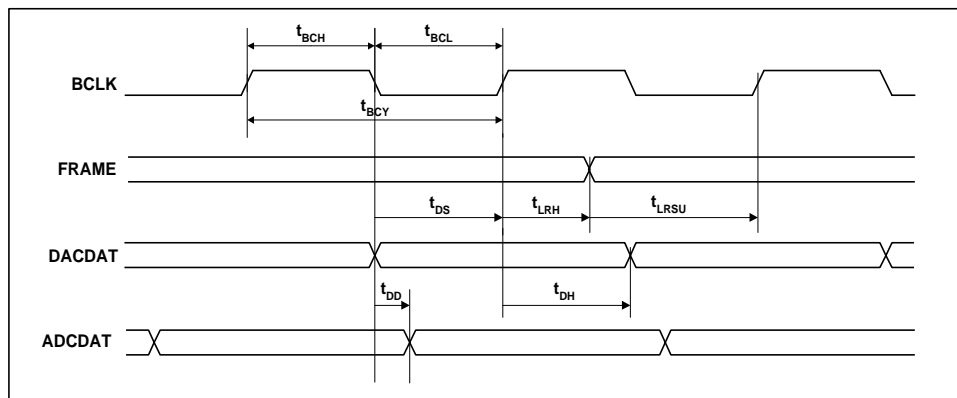 tBCH tBCL
BCLK
tBCY
FRAME
tDS tLRH tLRSU
DACDAT
tDD tDH
ADCDAT